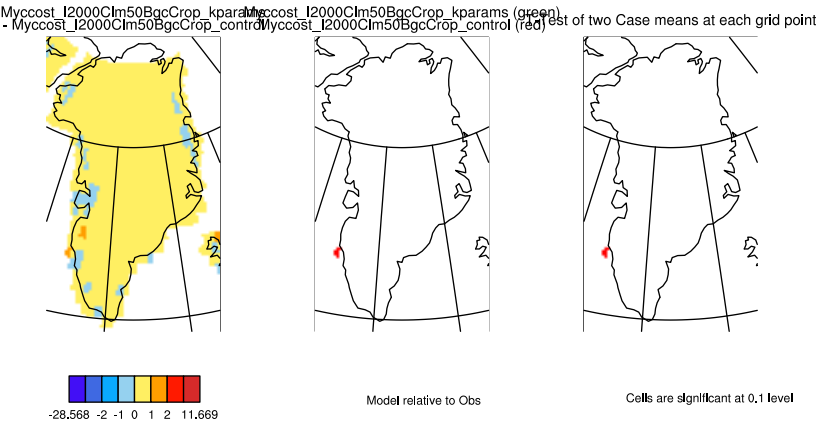 Myccost_I2000Clm50BgcCrop_kparams
- Myccost_I2000Clm50BgcCrop_control
Myccost_I2000Clm50BgcCrop_kparams (green)
Myccost_I2000Clm50BgcCrop_control (red)
T-Test of two Case means at each grid point
-28.568 -2 -1 0 1 2 11.669
Model relative to Obs
Cells are significant at 0.1 level